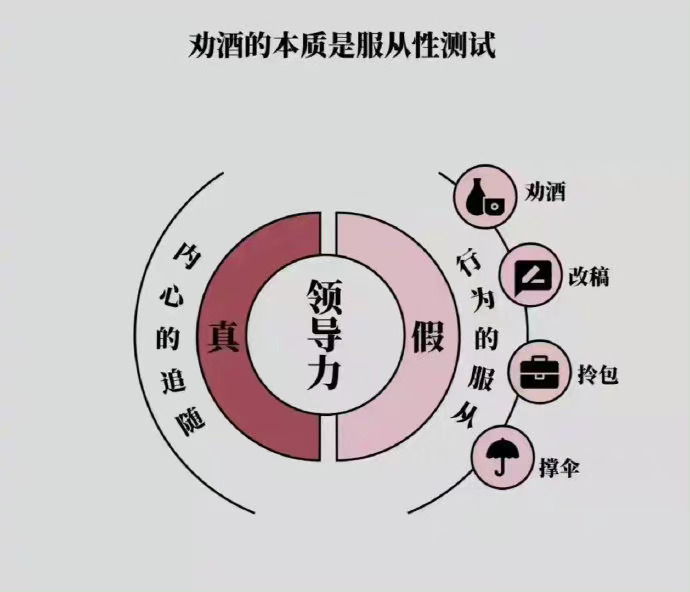 劝酒的本质是服从性测试
内心的追随
真
领导力
假
行为的服从
劝酒
改稿
拎包
撑伞